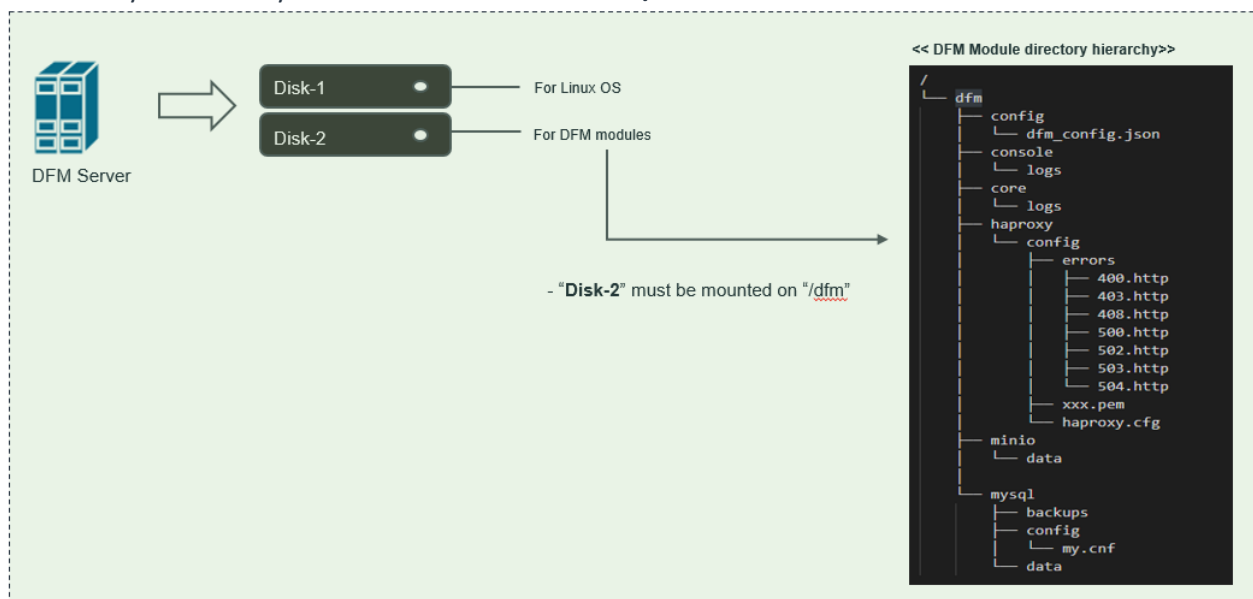 << DFM Module directory hierarchy>>
Disk-1
For Linux OS
Disk-2
For DFM modules
DFM Server
- “Disk-2” must be mounted on “/dfm”
/
└── dfm
├── config
│   └── dfm_config.json
├── console
│   └── logs
├── core
│   └── logs
├── haproxy
│   └── config
│       ├── errors
│       │   ├── 400.http
│       │   ├── 403.http
│       │   ├── 408.http
│       │   ├── 500.http
│       │   ├── 502.http
│       │   ├── 503.http
│       │   └── 504.http
│       ├── xxx.pem
│       └── haproxy.cfg
├── minio
│   └── data
│
└── mysql
├── backups
├── config
│   └── my.cnf
└── data